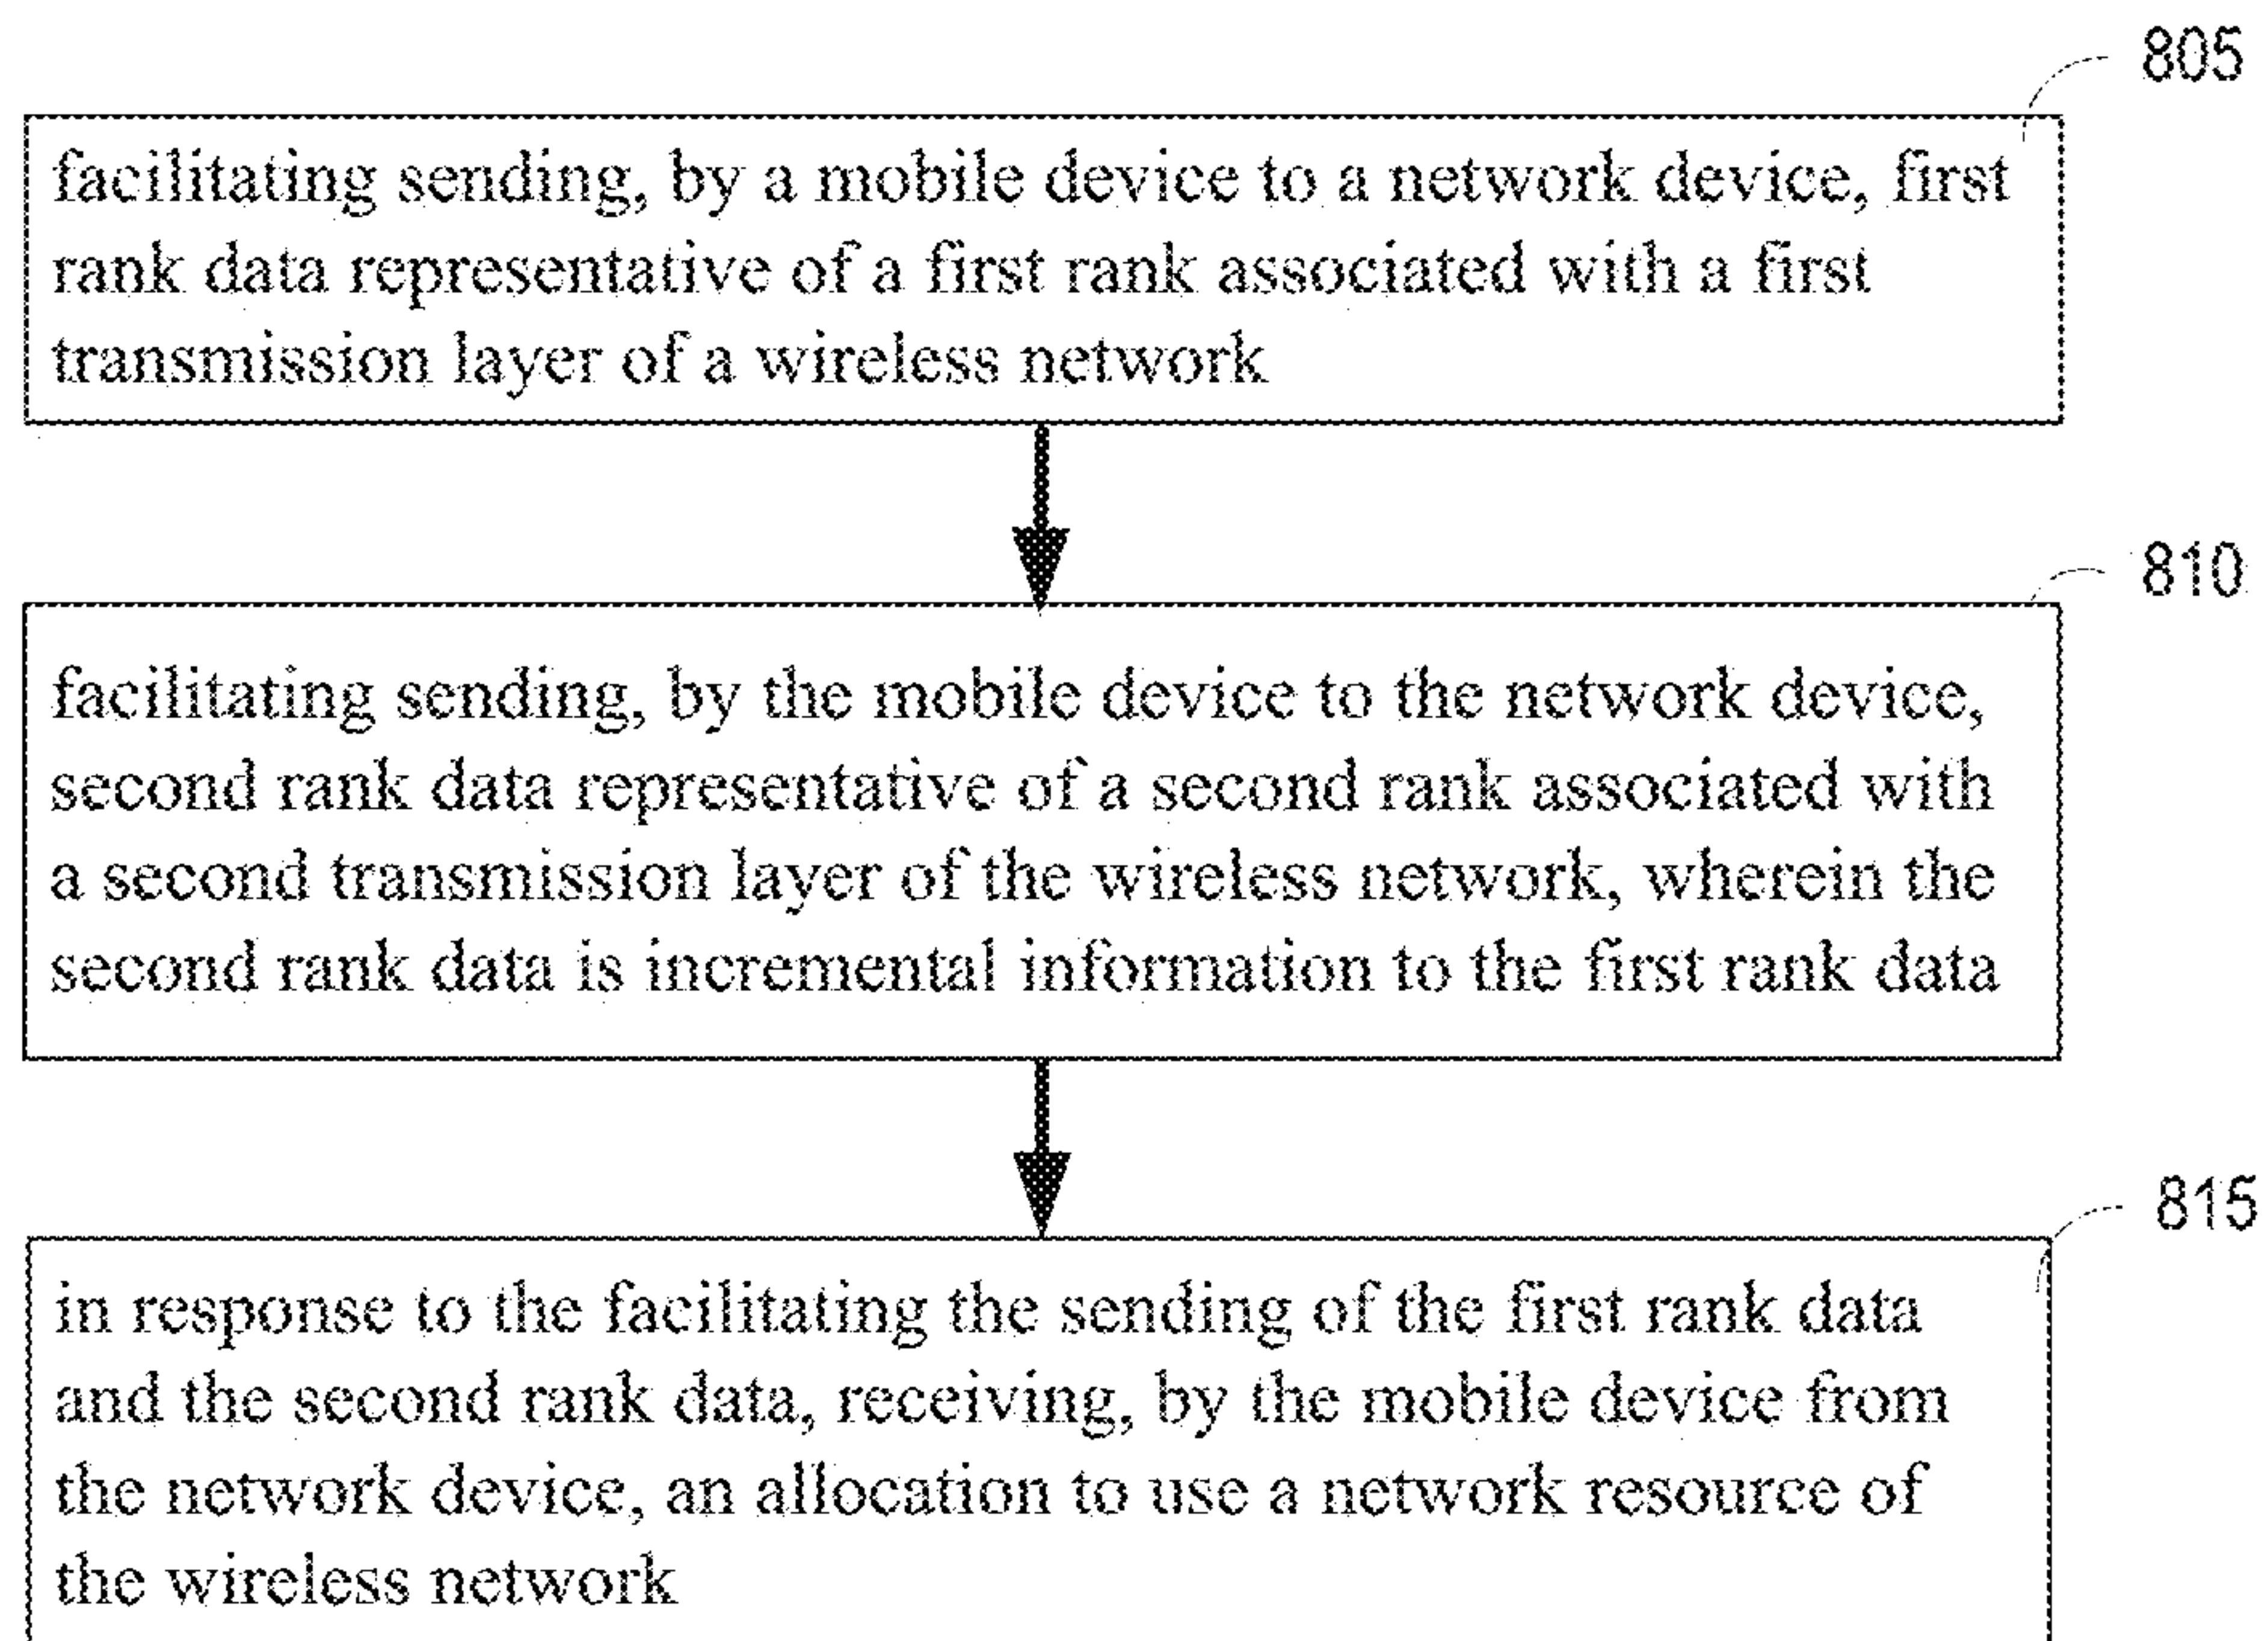 805
facilitating sending, by a mobile device to a network device, first
rank data representative of a first rank associated with a first
transmission layer of a wireless network
810
facilitating sending, by the mobile device to the network device,
second rank data representative of a second rank associated with
a second transmission layer of the wireless network, wherein the
second rank data is incremental information to the first rank data
815
in response to the facilitating the sending of the first rank data
and the second rank data, receiving, by the mobile device from
the network device, an allocation to use a network resource of
the wireless network